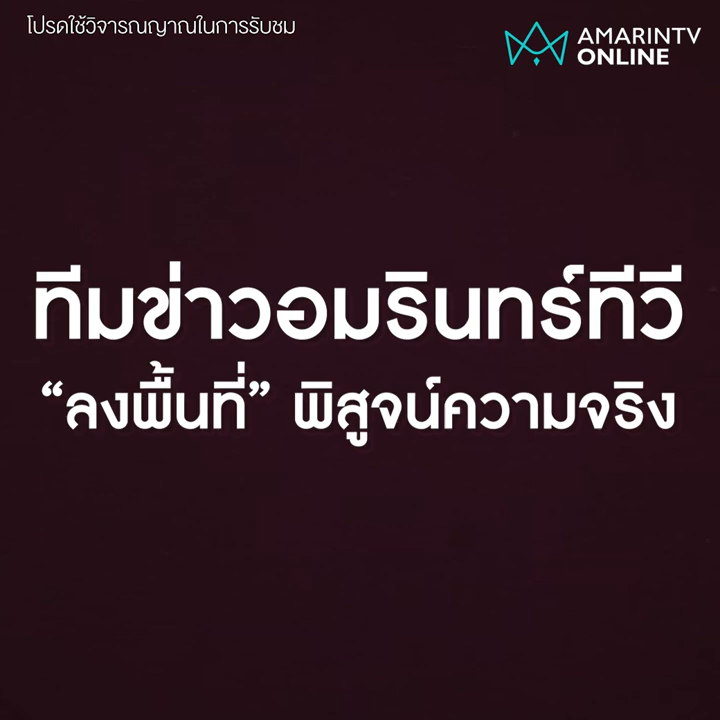 โปรดใช้วิจารณญาณในการรับชม
AMARINTV
ONLINE
ทีมข่าวอมรินทร์ทีวี
“ลงพื้นที่” พิสูจน์ความจริง